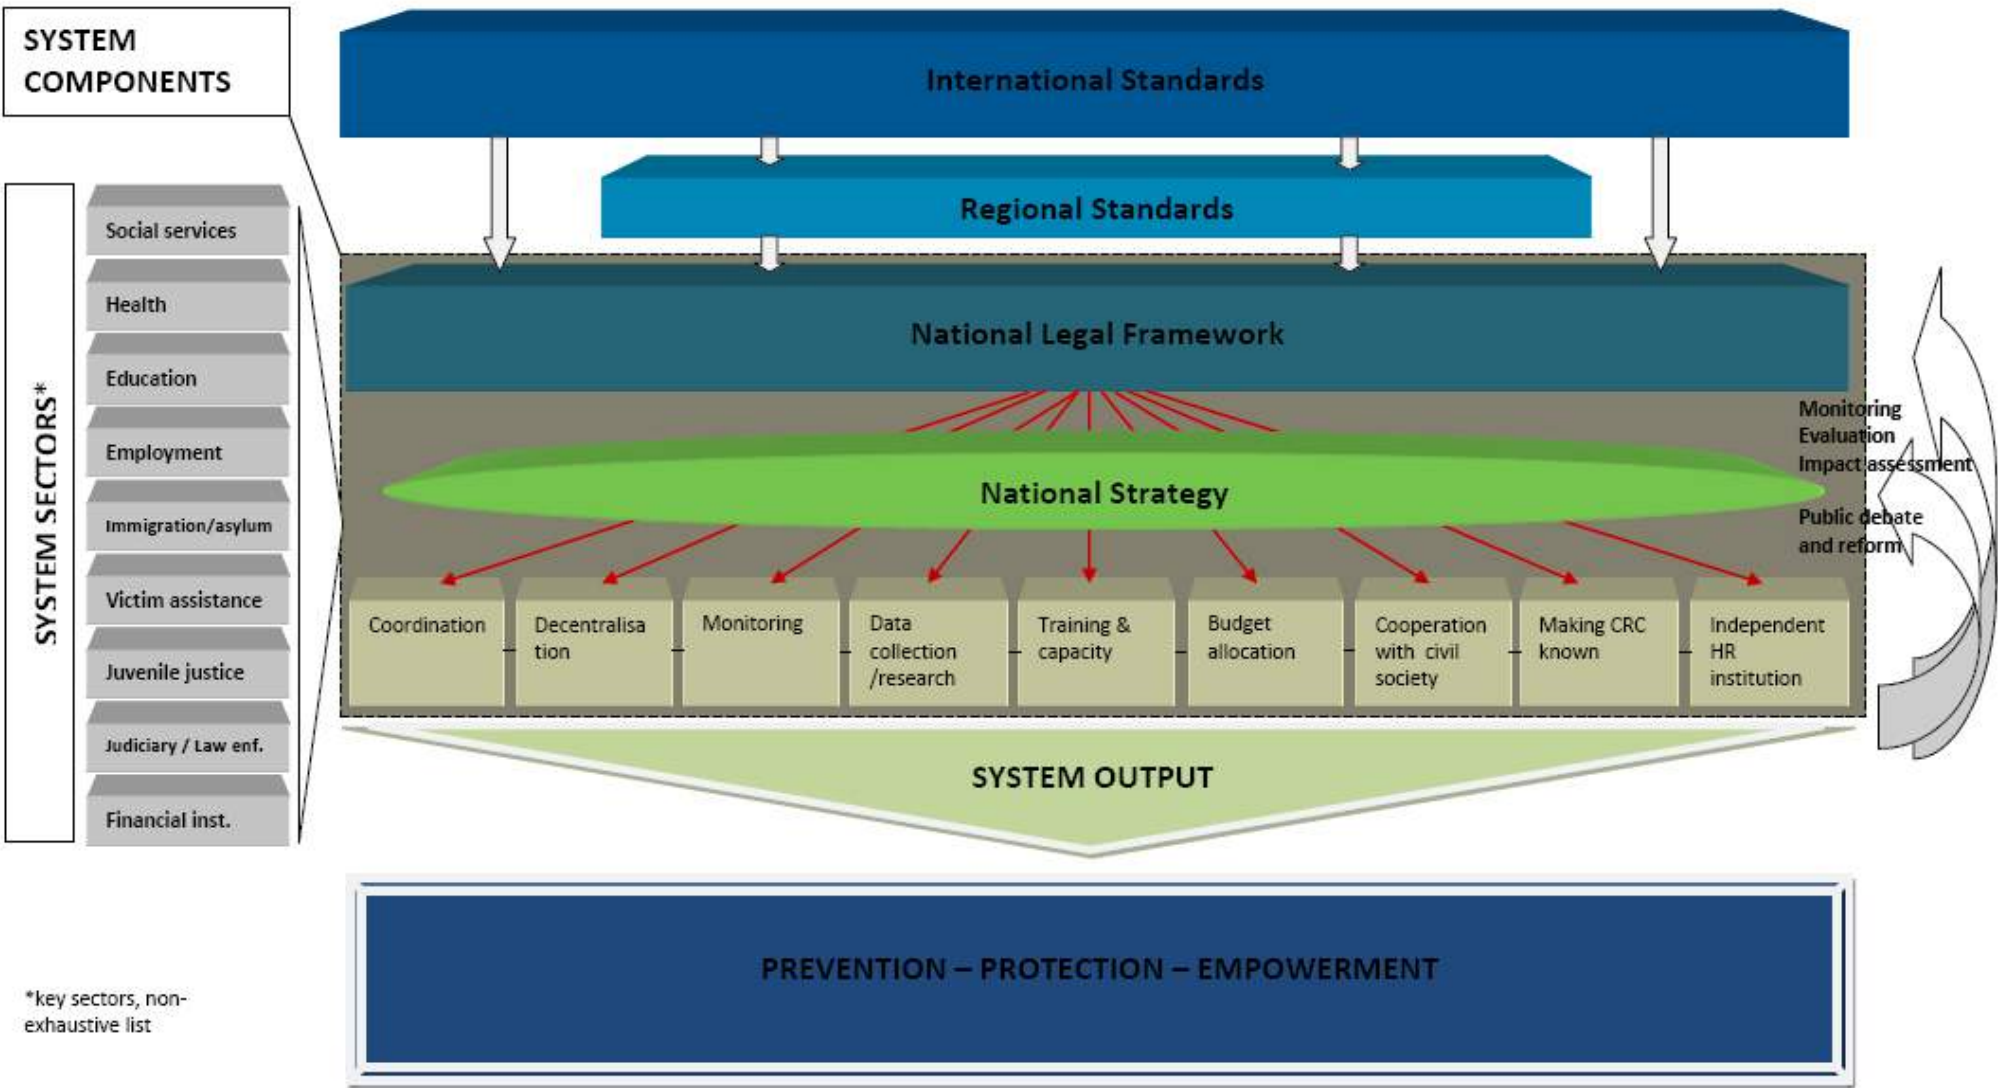 SYSTEM
COMPONENTS
International Standards
Regional Standards
National Legal Framework
National Strategy
Monitoring
Evaluation
Impact assessment
Public debate
and reform
SYSTEM SECTORS*
Social services
Health
Education
Employment
Immigration/asylum
Victim assistance
Juvenile justice
Judiciary / Law enf.
Financial inst.
Coordination
Decentralisa
tion
Monitoring
Data
collection
/research
Training &
capacity
Budget
allocation
Cooperation
with civil
society
Making CRC
known
Independent
HR
institution
SYSTEM OUTPUT
PREVENTION – PROTECTION – EMPOWERMENT
*key sectors, non-
exhaustive list